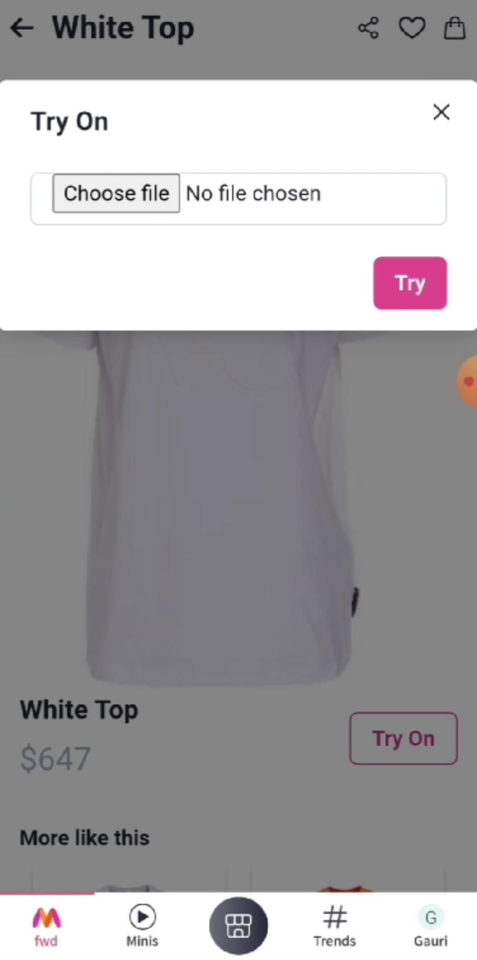 White Top
Try On
Choose file No file chosen
Try
White Top
$647
Try On
More like this
fwd
Minis
Trends
G
Gauri